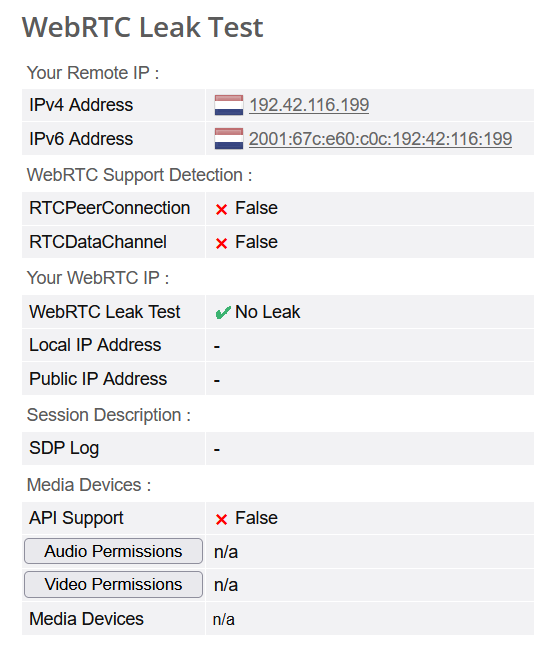 WebRTC Leak Test
Your Remote IP :
IPv4 Address 192.42.116.199
IPv6 Address 2001:67c:e60:c0c:192:42:116:199
WebRTC Support Detection :
RTCPeerConnection ✕ False
RTCDataChannel ✕ False
Your WebRTC IP :
WebRTC Leak Test ✔ No Leak
Local IP Address -
Public IP Address -
Session Description :
SDP Log -
Media Devices :
API Support ✕ False
Audio Permissions n/a
Video Permissions n/a
Media Devices n/a